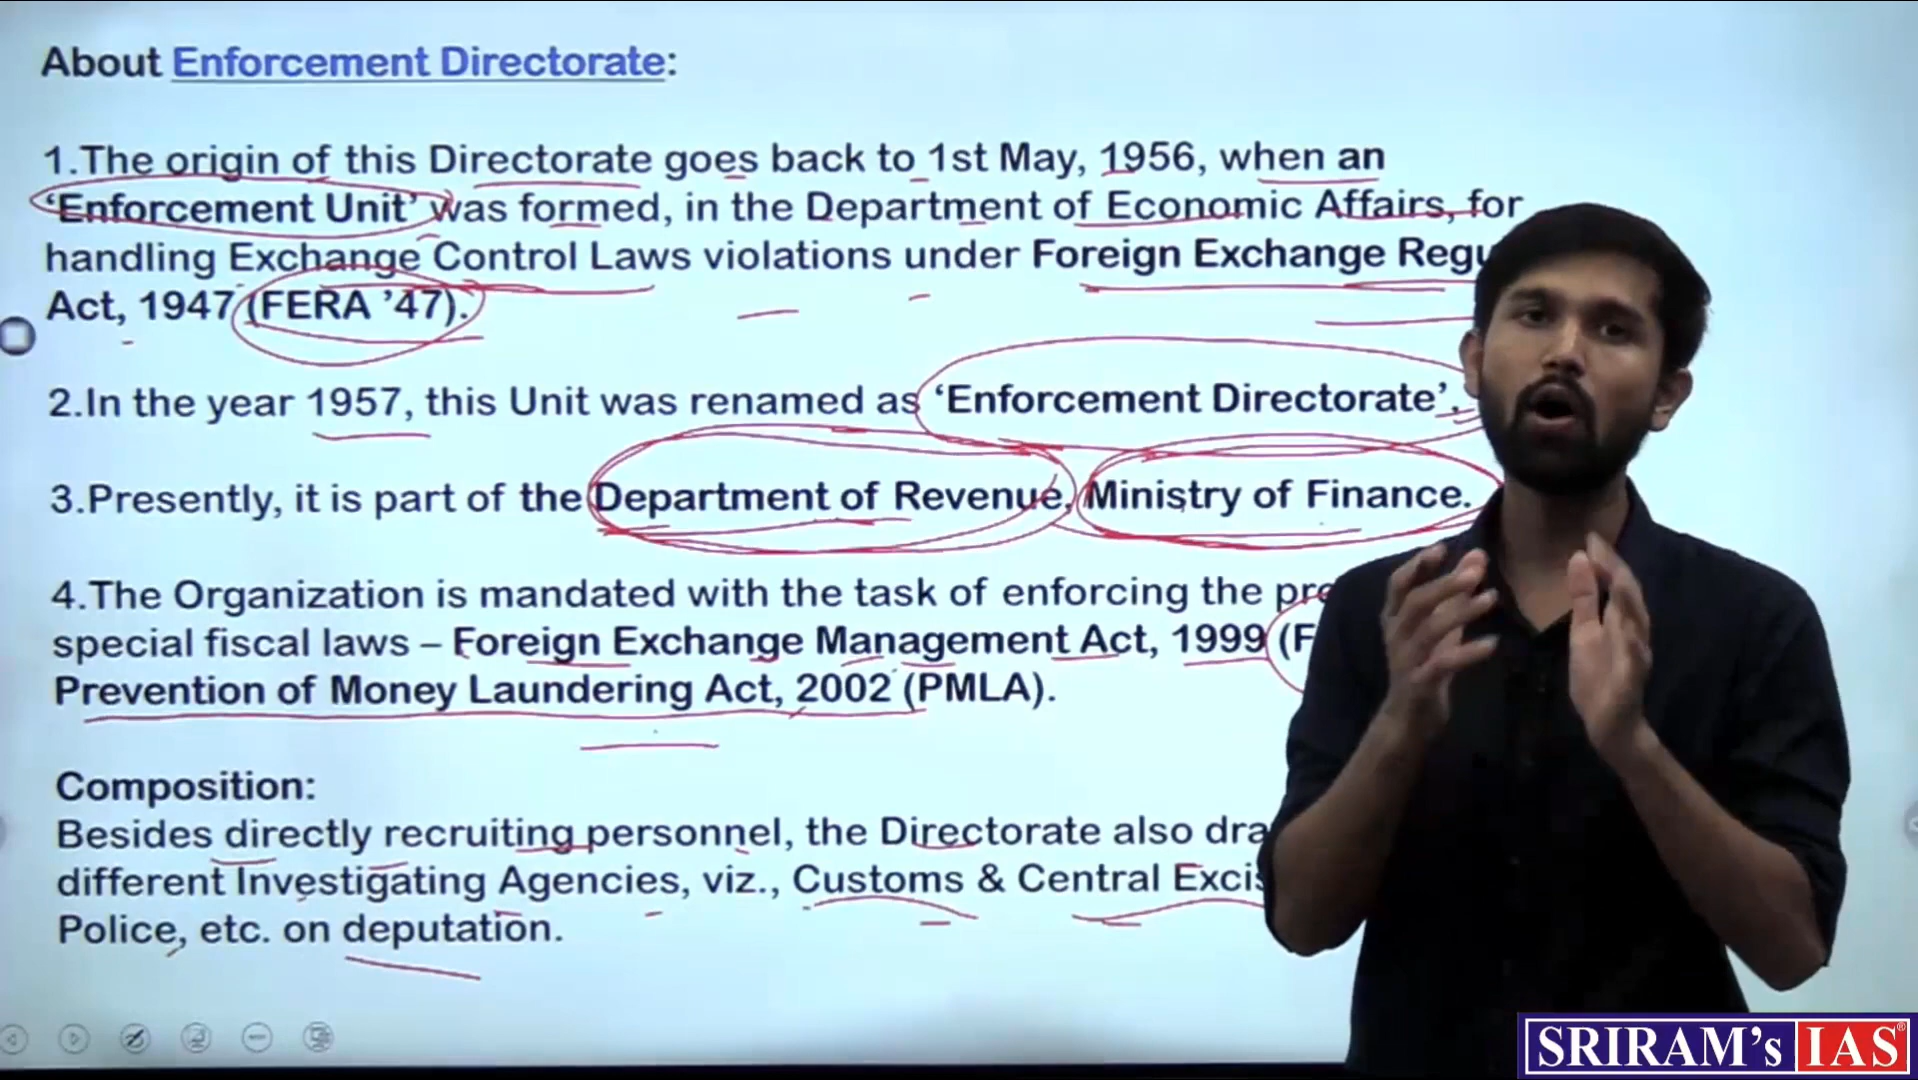 About Enforcement Directorate:
1.The origin of this Directorate goes back to 1st May, 1956, when an
‘Enforcement Unit’ was formed, in the Department of Economic Affairs, for
handling Exchange Control Laws violations under Foreign Exchange
Act, 1947 (FERA ’47).
2.In the year 1957, this Unit was renamed as ‘Enforcement Directorate’.
3.Presently, it is part of the Department of Revenue, Ministry of Finance.
4.The Organization is mandated with the task of enforcing the
special fiscal laws – Foreign Exchange Management Act, 1999
Prevention of Money Laundering Act, 2002 (PMLA).
Composition:
Besides directly recruiting personnel, the Directorate also
different Investigating Agencies, viz., Customs & Central
Police, etc. on deputation.
SRIRAM's IAS®